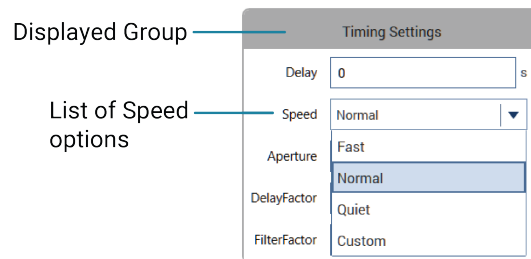 Displayed Group
Timing Settings
Delay 0 s
List of Speed
options
Speed Normal
Aperture Fast
Normal
DelayFactor Quiet
FilterFactor Custom